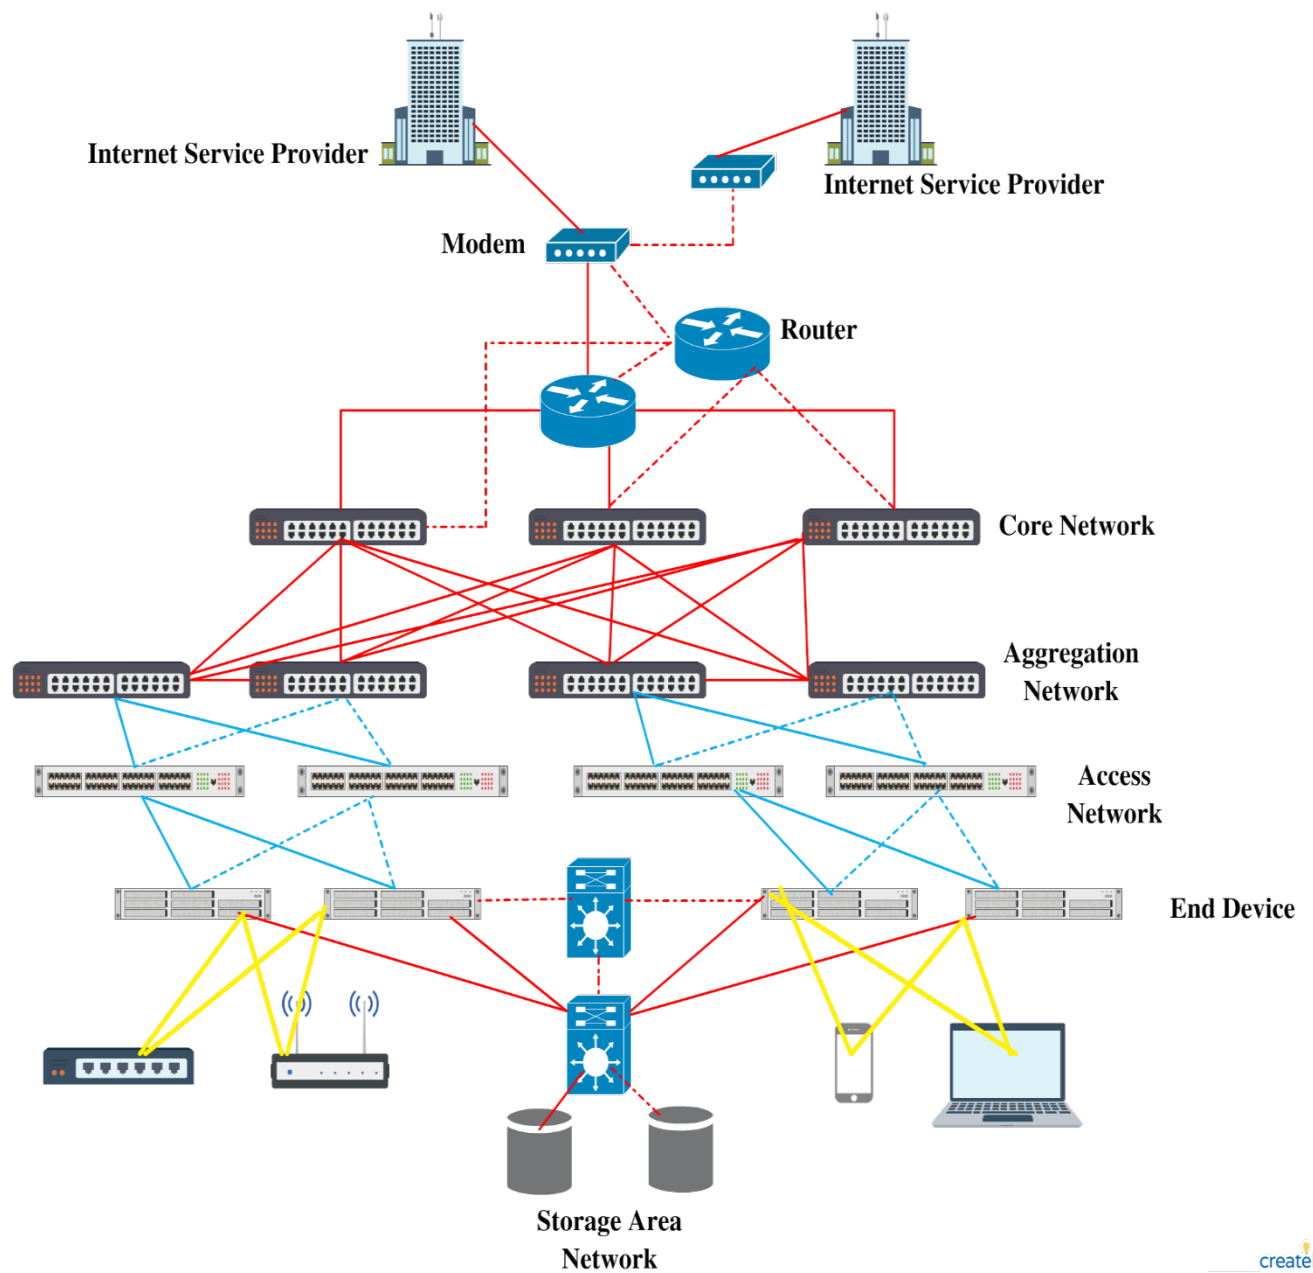 Internet Service Provider
Internet Service Provider
Modem
Router
Core Network
Aggregation
Network
Access
Network
End Device
Storage Area
Network
create